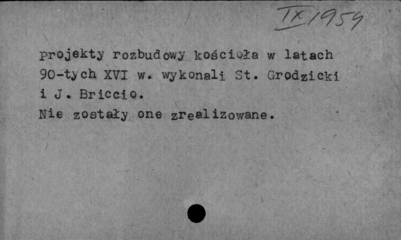 IX 1959
projekty rozbudowy kościoła w latach
90-tych XVI w. wykonali St. Grodzicki
i J. Briccio.
Nie zostały one zrealizowane.